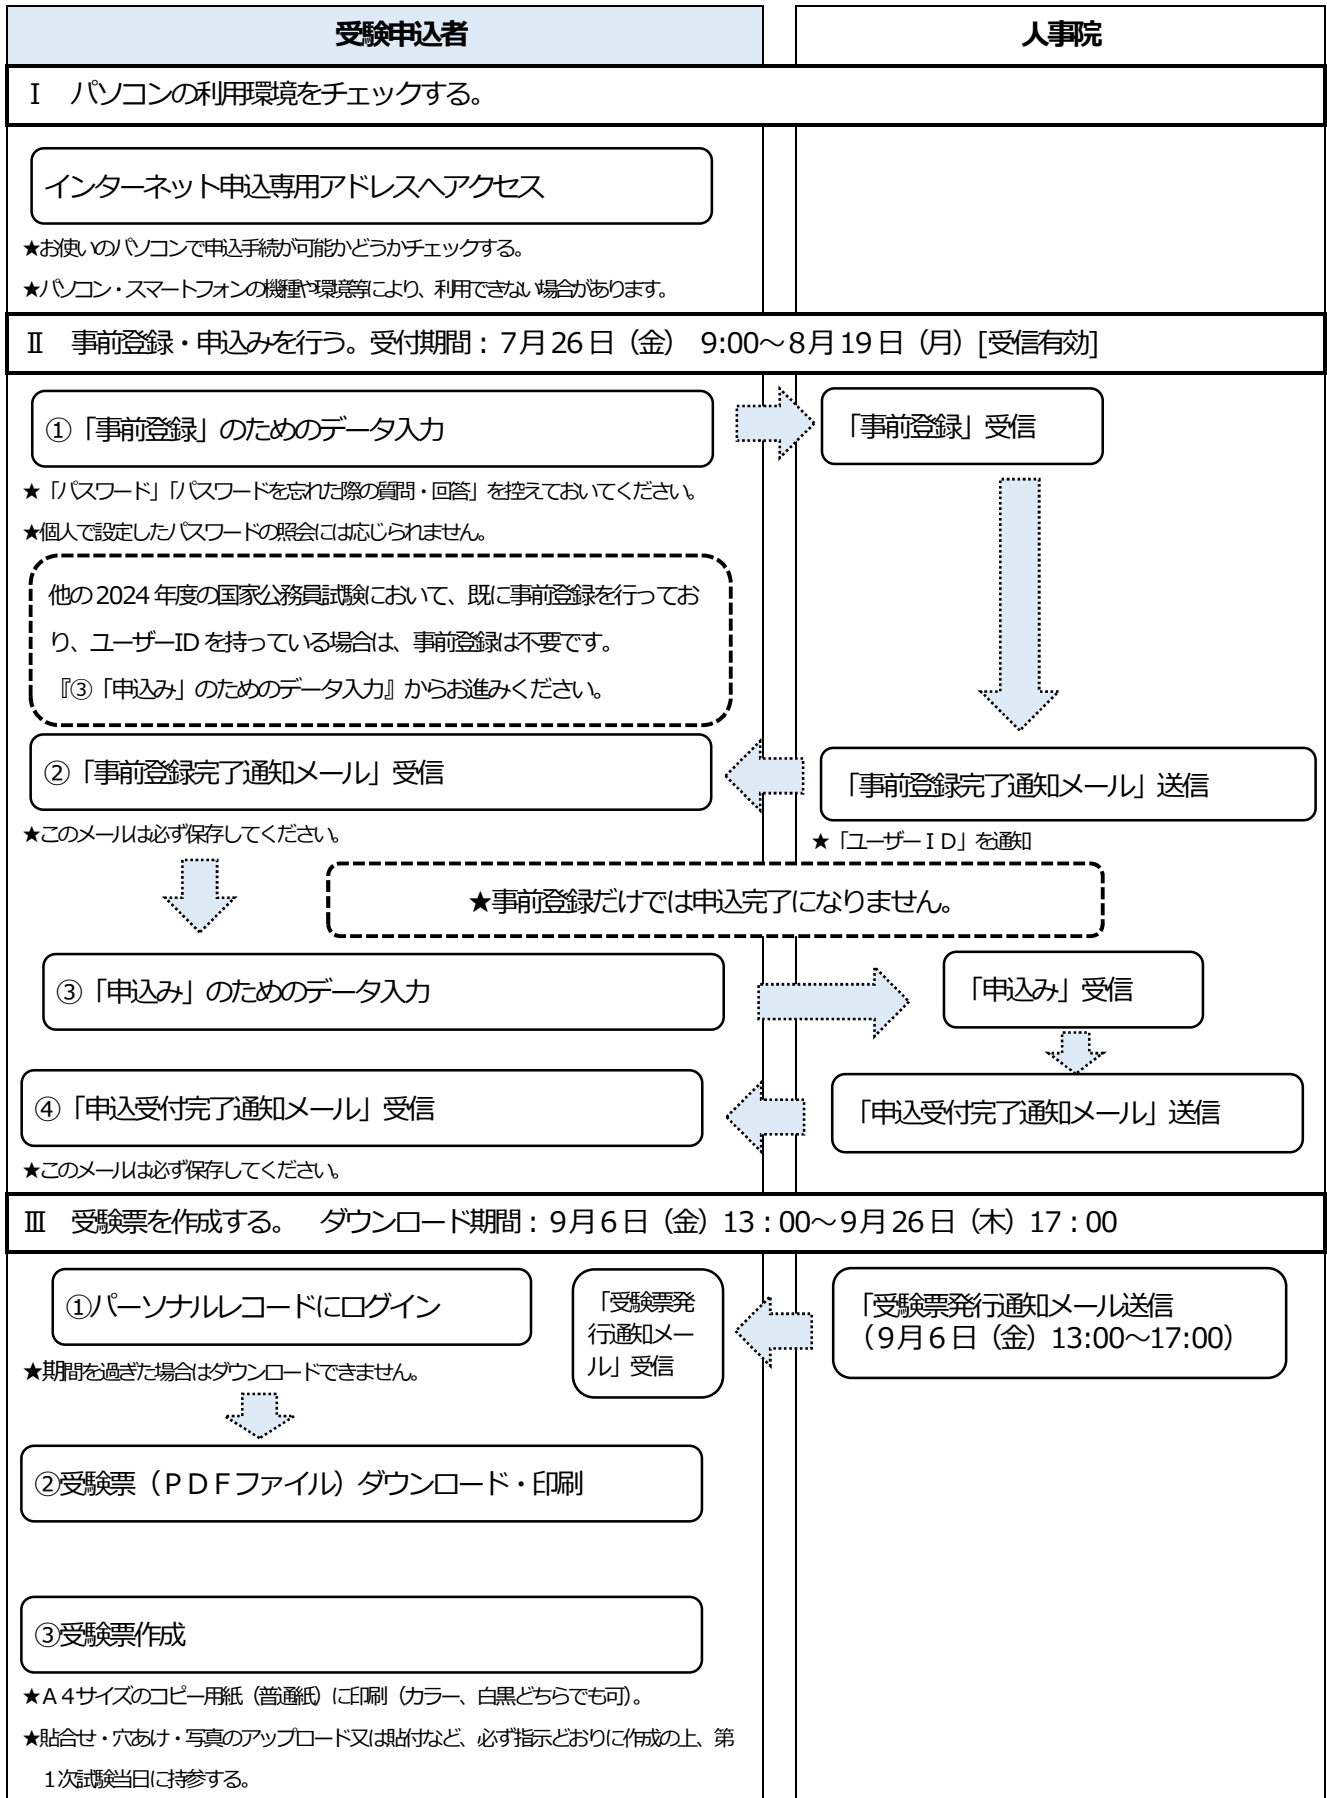 受験申込者
人事院
Ⅰ　パソコンの利用環境をチェックする。
インターネット申込専用アドレスへアクセス
★お使いのパソコンで申込手続が可能かどうかチェックする。
★パソコン・スマートフォンの機種や環境等により、利用できない場合があります。
Ⅱ　事前登録・申込みを行う。受付期間：７月26日（金） 9:00～８月19日（月）[受信有効]
①「事前登録」のためのデータ入力
「事前登録」受信
★「パスワード」「パスワードを忘れた際の質問・回答」を控えておいてください。
★個人で設定したパスワードの照会には応じられません。
他の2024年度の国家公務員試験において、既に事前登録を行ってお
り、ユーザーIDを持っている場合は、事前登録は不要です。
『③「申込み」のためのデータ入力』からお進みください。
②「事前登録完了通知メール」受信
「事前登録完了通知メール」送信
★このメールは必ず保存してください。
★「ユーザーＩＤ」を通知
★事前登録だけでは申込完了になりません。
③「申込み」のためのデータ入力
「申込み」受信
④「申込受付完了通知メール」受信
「申込受付完了通知メール」送信
★このメールは必ず保存してください。
Ⅲ　受験票を作成する。　ダウンロード期間：９月６日（金）13：00～９月26日（木）17：00
①パーソナルレコードにログイン
「受験票発
行通知メー
ル」受信
「受験票発行通知メール送信
（９月６日（金）13:00～17:00）
★期間を過ぎた場合はダウンロードできません。
②受験票（ＰＤＦファイル）ダウンロード・印刷
③受験票作成
★Ａ４サイズのコピー用紙（普通紙）に印刷（カラー、白黒どちらでも可）。
★貼合せ・穴あけ・写真のアップロード又は貼付など、必ず指示どおりに作成の上、第
１次試験当日に持参する。